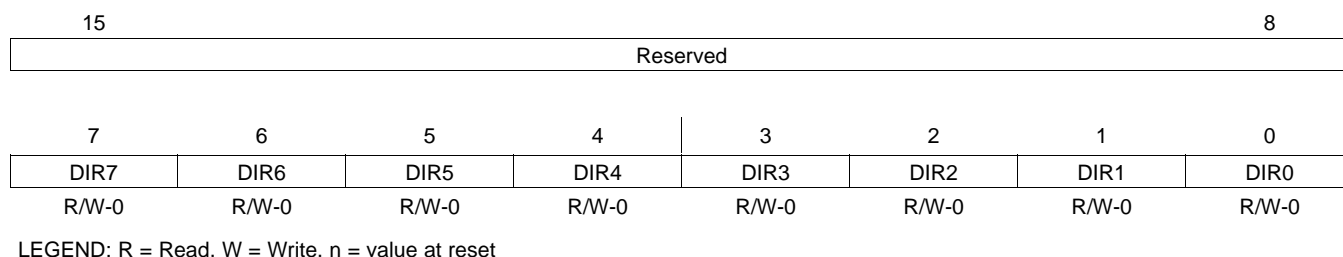 15 8
Reserved
7 6 5 4 3 2 1 0
DIR7 DIR6 DIR5 DIR4 DIR3 DIR2 DIR1 DIR0
R/W-0 R/W-0 R/W-0 R/W-0 R/W-0 R/W-0 R/W-0 R/W-0
LEGEND: R = Read, W = Write, n = value at reset